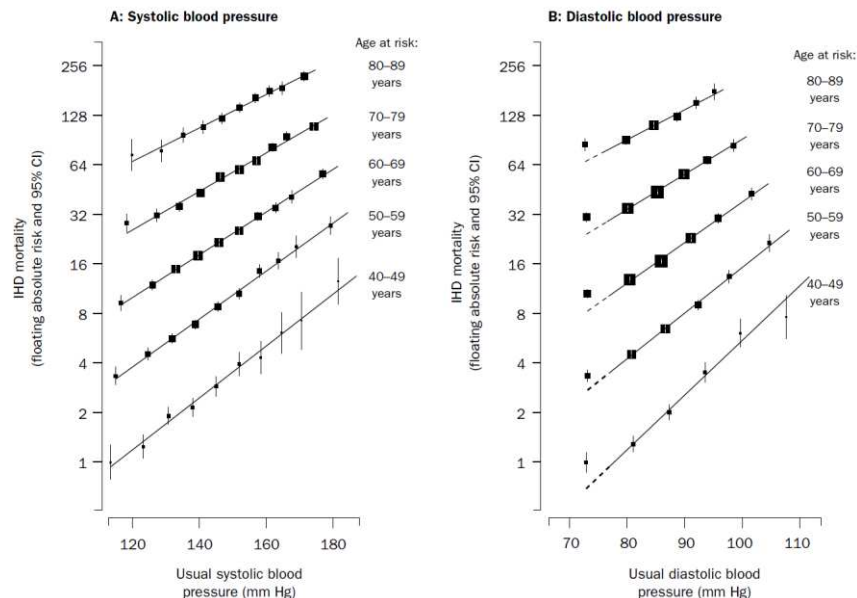 A: Systolic blood pressure
Age at risk:
80–89
years
70–79
years
60–69
years
50–59
years
40–49
years
256
128
64
32
16
8
4
2
1
IHD mortality
(floating absolute risk and 95% CI)
120
140
160
180
Usual systolic blood
pressure (mm Hg)
B: Diastolic blood pressure
Age at risk:
80–89
years
70–79
years
60–69
years
50–59
years
40–49
years
256
128
64
32
16
8
4
2
1
IHD mortality
(floating absolute risk and 95% CI)
70
80
90
100
110
Usual diastolic blood
pressure (mm Hg)